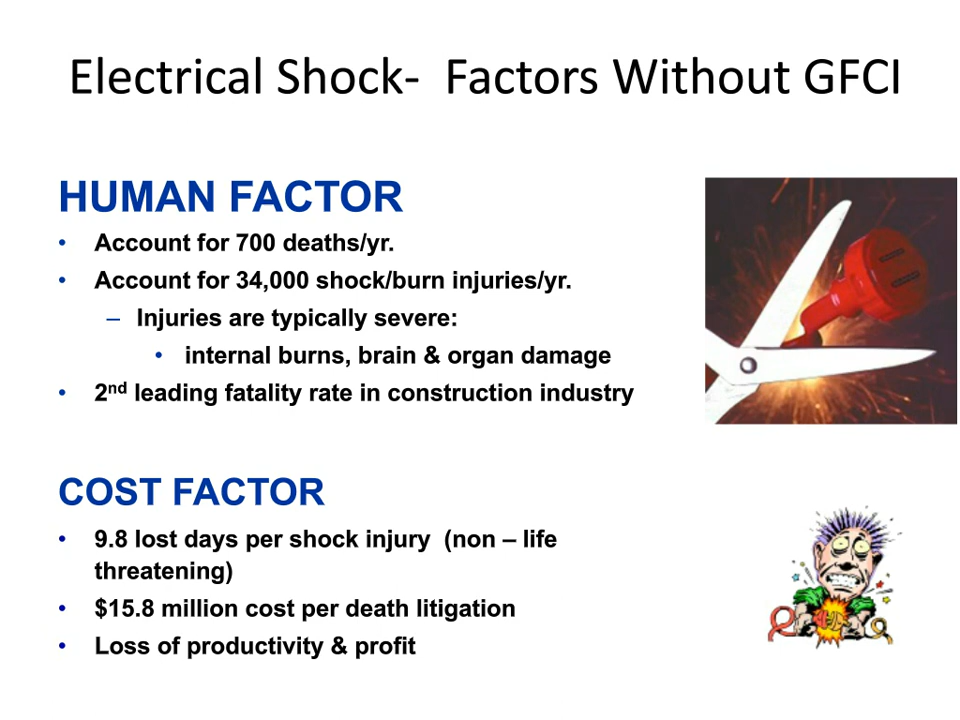 Electrical Shock-  Factors Without GFCI
HUMAN FACTOR
• Account for 700 deaths/yr.
• Account for 34,000 shock/burn injuries/yr.
– Injuries are typically severe:
• internal burns, brain & organ damage
• 2nd leading fatality rate in construction industry
COST FACTOR
• 9.8 lost days per shock injury  (non – life
threatening)
• $15.8 million cost per death litigation
• Loss of productivity & profit